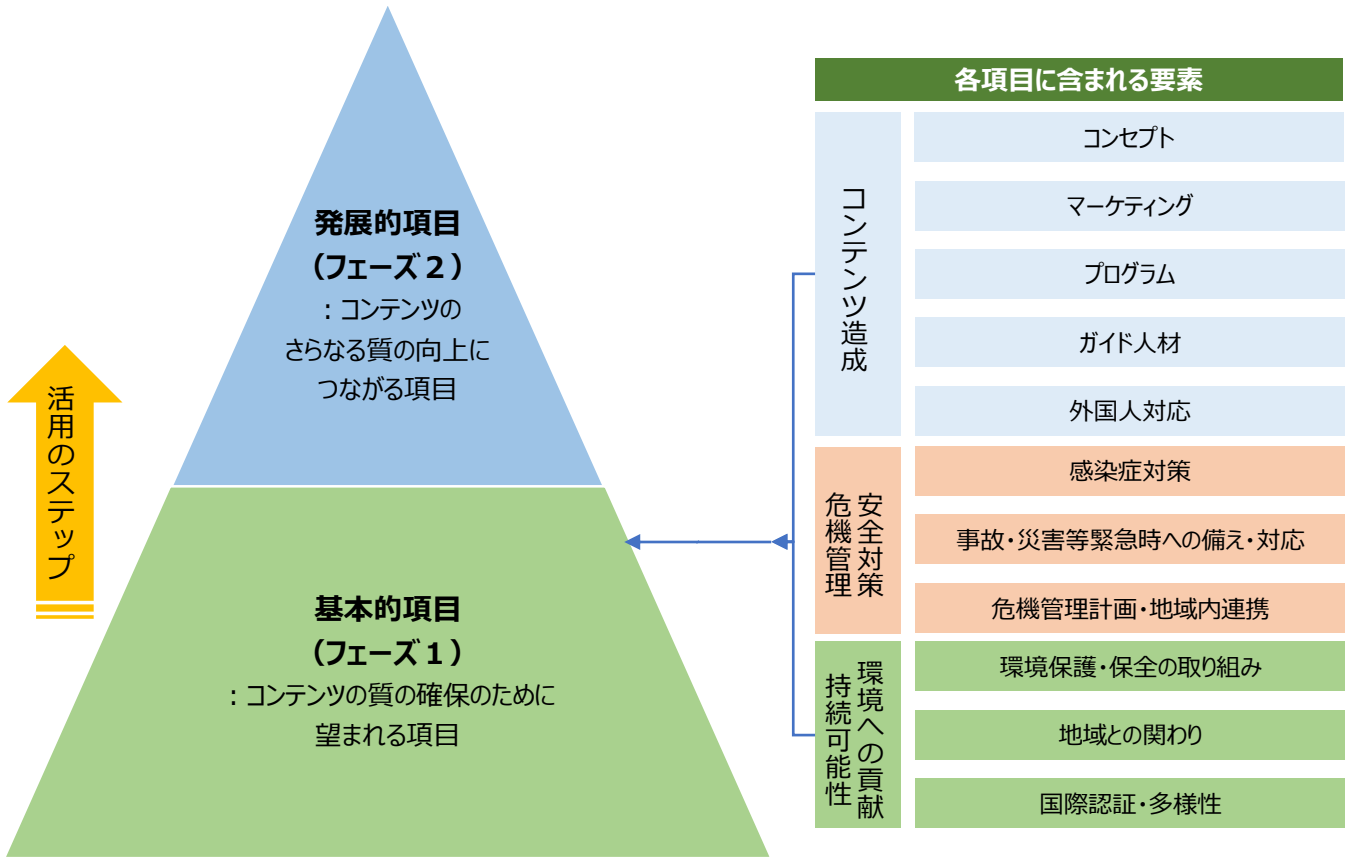 発展的項目
(フェーズ2)
：コンテンツの
さらなる質の向上に
つながる項目
活用のステップ
基本的項目
(フェーズ1)
：コンテンツの質の確保のために
望まれる項目
各項目に含まれる要素
コンテンツ造成
コンセプト
マーケティング
プログラム
ガイド人材
外国人対応
安全対策
危機管理
感染症対策
事故・災害等緊急時への備え・対応
危機管理計画・地域内連携
環境への貢献
持続可能性
環境保護・保全の取り組み
地域との関わり
国際認証・多様性